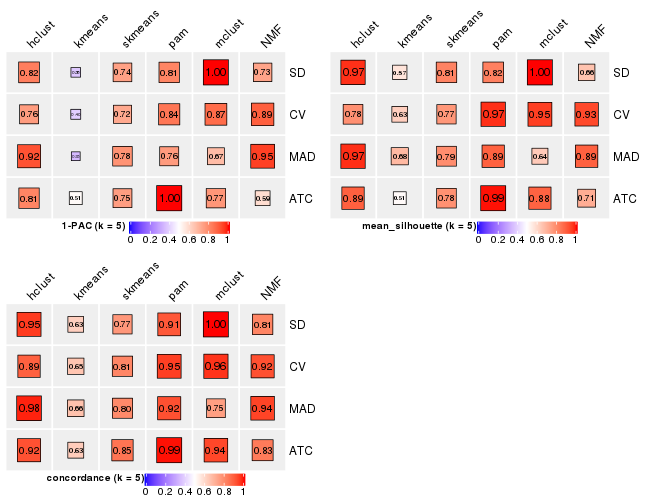 hclust kmeans skmeans pam mclust NMF
0.82 0.74 0.81 1.00 0.73 SD
0.76 0.72 0.84 0.87 0.89 CV
0.92 0.78 0.76 0.67 0.95 MAD
0.81 0.51 0.75 1.00 0.77 0.59 ATC
1-PAC (k = 5)
0 0.2 0.4 0.6 0.8 1
hclust kmeans skmeans pam mclust NMF
0.97 0.57 0.81 0.82 1.00 0.66 SD
0.78 0.63 0.77 0.97 0.95 0.93 CV
0.97 0.68 0.79 0.89 0.64 0.89 MAD
0.89 0.51 0.78 0.99 0.88 0.71 ATC
mean_silhouette (k = 5)
0 0.2 0.4 0.6 0.8 1
hclust kmeans skmeans pam mclust NMF
0.95 0.63 0.77 0.91 1.00 0.81 SD
0.89 0.65 0.81 0.95 0.96 0.92 CV
0.98 0.66 0.80 0.92 0.75 0.94 MAD
0.92 0.63 0.85 0.99 0.94 0.83 ATC
concordance (k = 5)
0 0.2 0.4 0.6 0.8 1